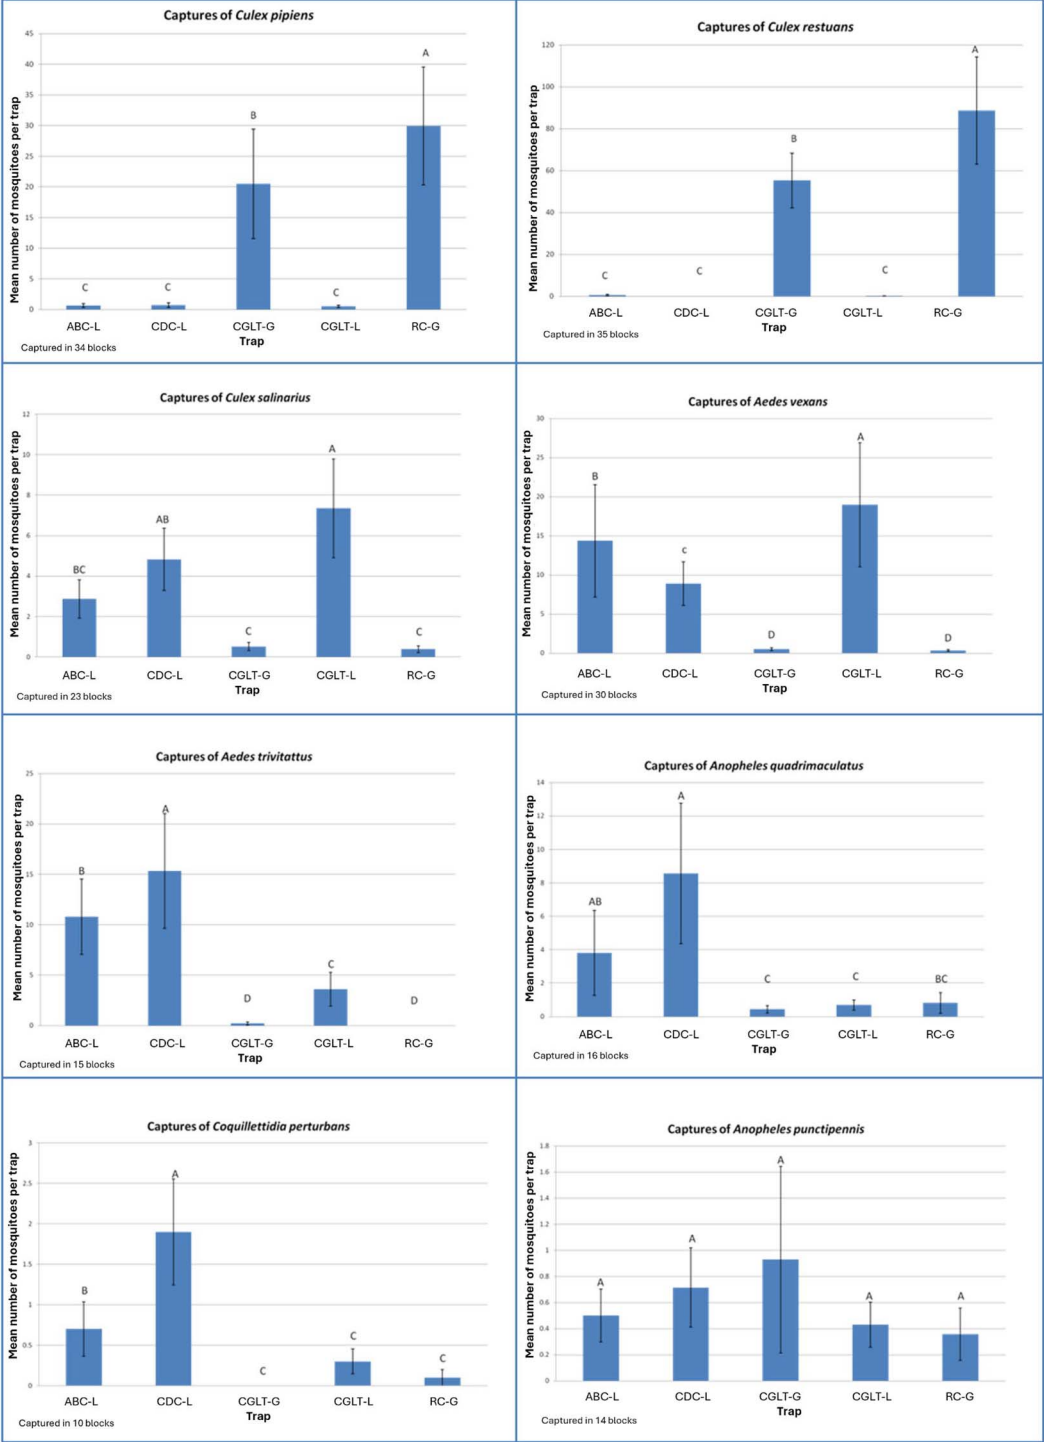 Captures of Culex pipiens
Mean number of mosquitoes per trap
45
40
35
30
25
20
15
10
5
0
C
C
B
C
A
ABC-L CDC-L CGLT-G CGLT-L RC-G
Trap
Captured in 34 blocks
Captures of Culex restuans
Mean number of mosquitoes per trap
120
100
80
60
40
20
0
C
C
B
C
A
ABC-L CDC-L CGLT-G CGLT-L RC-G
Trap
Captured in 35 blocks
Captures of Culex salinarius
Mean number of mosquitoes per trap
12
10
8
6
4
2
0
BC
AB
C
A
C
ABC-L CDC-L CGLT-G CGLT-L RC-G
Trap
Captured in 23 blocks
Captures of Aedes vexans
Mean number of mosquitoes per trap
30
25
20
15
10
5
0
B
c
D
A
D
ABC-L CDC-L CGLT-G CGLT-L RC-G
Trap
Captured in 30 blocks
Captures of Aedes trivitattus
Mean number of mosquitoes per trap
25
20
15
10
5
0
B
A
D
C
D
ABC-L CDC-L CGLT-G CGLT-L RC-G
Trap
Captured in 15 blocks
Captures of Anopheles quadrimaculatus
Mean number of mosquitoes per trap
14
12
10
8
6
4
2
0
AB
A
C
C
BC
ABC-L CDC-L CGLT-G CGLT-L RC-G
Trap
Captured in 16 blocks
Captures of Coquillettidia perturbans
Mean number of mosquitoes per trap
3
2.5
2
1.5
1
0.5
0
B
A
C
C
C
ABC-L CDC-L CGLT-G CGLT-L RC-G
Trap
Captured in 10 blocks
Captures of Anopheles punctipennis
Mean number of mosquitoes per trap
1.8
1.6
1.4
1.2
1
0.8
0.6
0.4
0.2
0
A
A
A
A
A
ABC-L CDC-L CGLT-G CGLT-L RC-G
Trap
Captured in 14 blocks